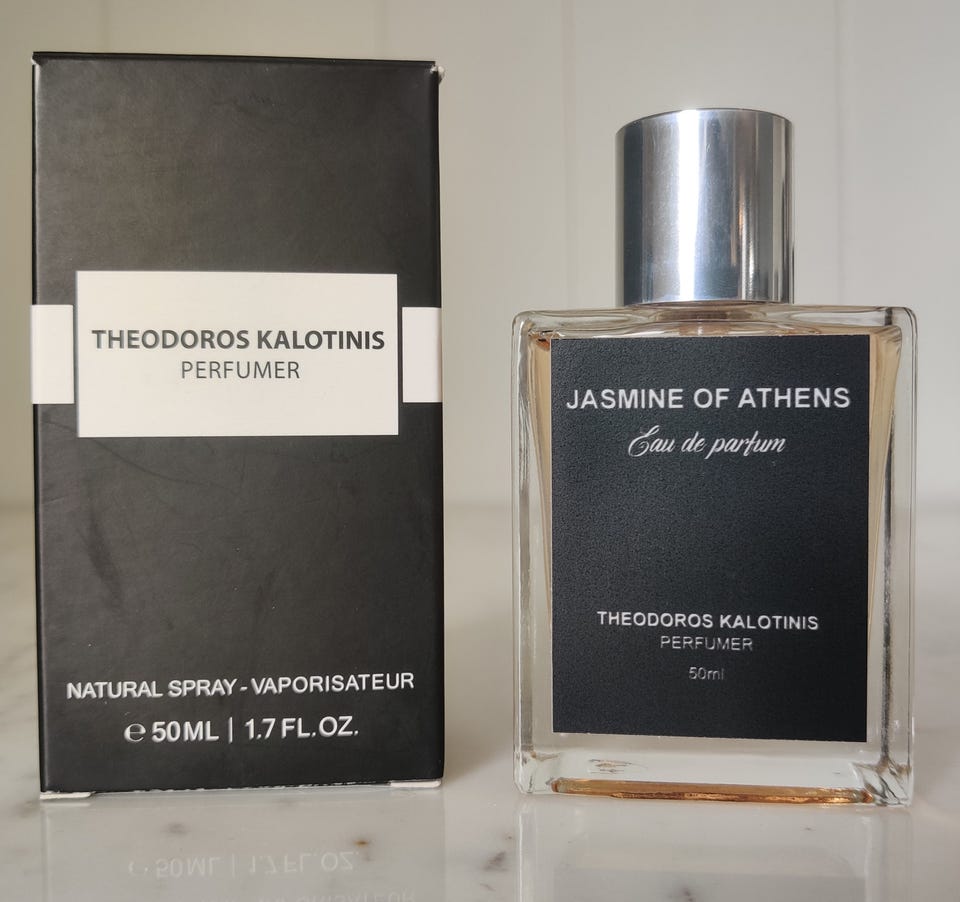 THEODOROS KALOTINIS
PERFUMER
NATURAL SPRAY - VAPORISATEUR
℮ 50ML | 1.7 FL.OZ.
JASMINE OF ATHENS
Eau de parfum
THEODOROS KALOTINIS
PERFUMER
50ml